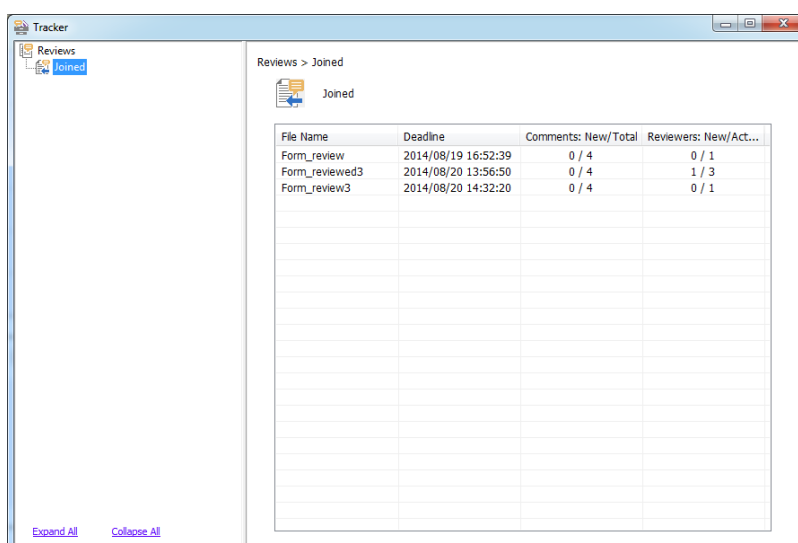 Tracker
Reviews
Joined
Reviews > Joined
Joined
File Name Deadline Comments: New/Total Reviewers: New/Act...
Form_review 2014/08/19 16:52:39 0 / 4 0 / 1
Form_reviewed3 2014/08/20 13:56:50 0 / 4 1 / 3
Form_review3 2014/08/20 14:32:20 0 / 4 0 / 1
Expand All Collapse All